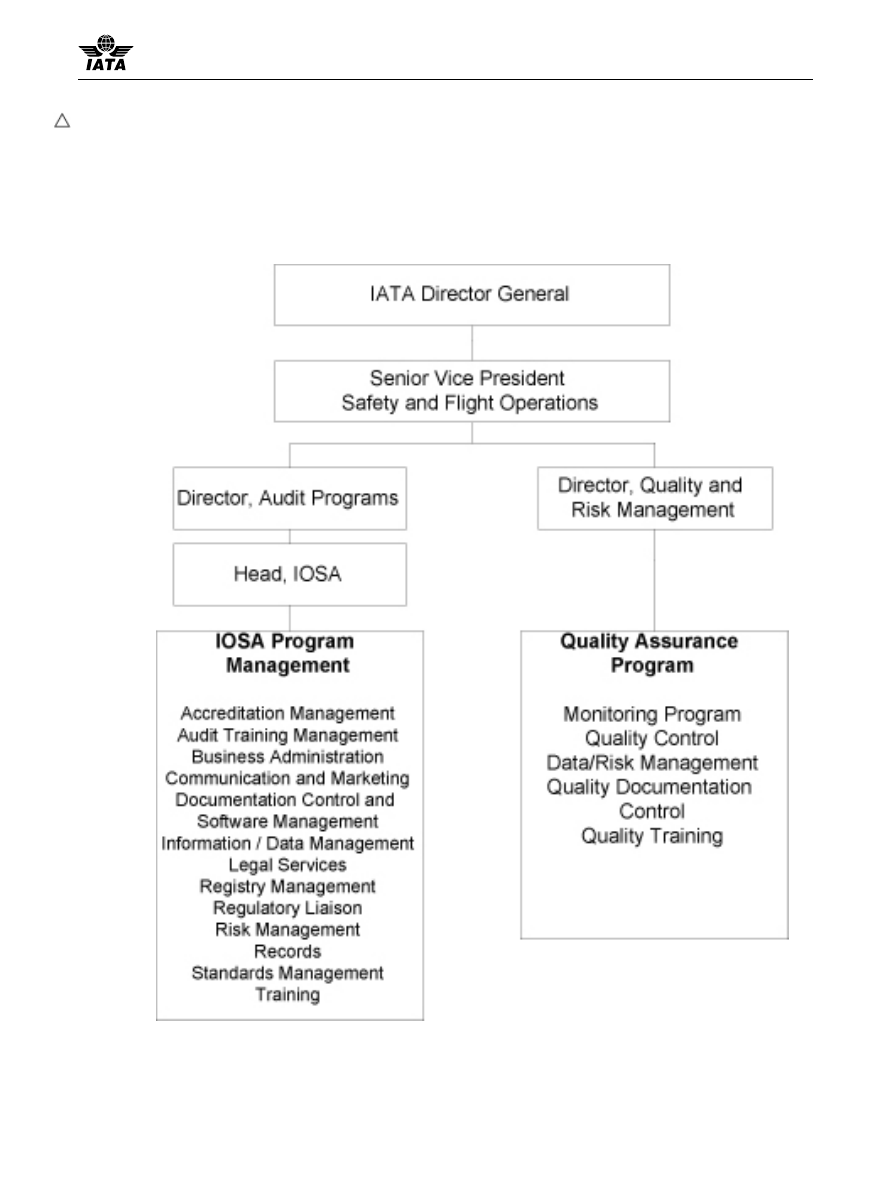 IATA
IATA Director General
Senior Vice President
Safety and Flight Operations
Director, Audit Programs
Director, Quality and
Risk Management
Head, IOSA
IOSA Program
Management
Accreditation Management
Audit Training Management
Business Administration
Communication and Marketing
Documentation Control and
Software Management
Information / Data Management
Legal Services
Registry Management
Regulatory Liaison
Risk Management
Records
Standards Management
Training
Quality Assurance
Program
Monitoring Program
Quality Control
Data/Risk Management
Quality Documentation
Control
Quality Training